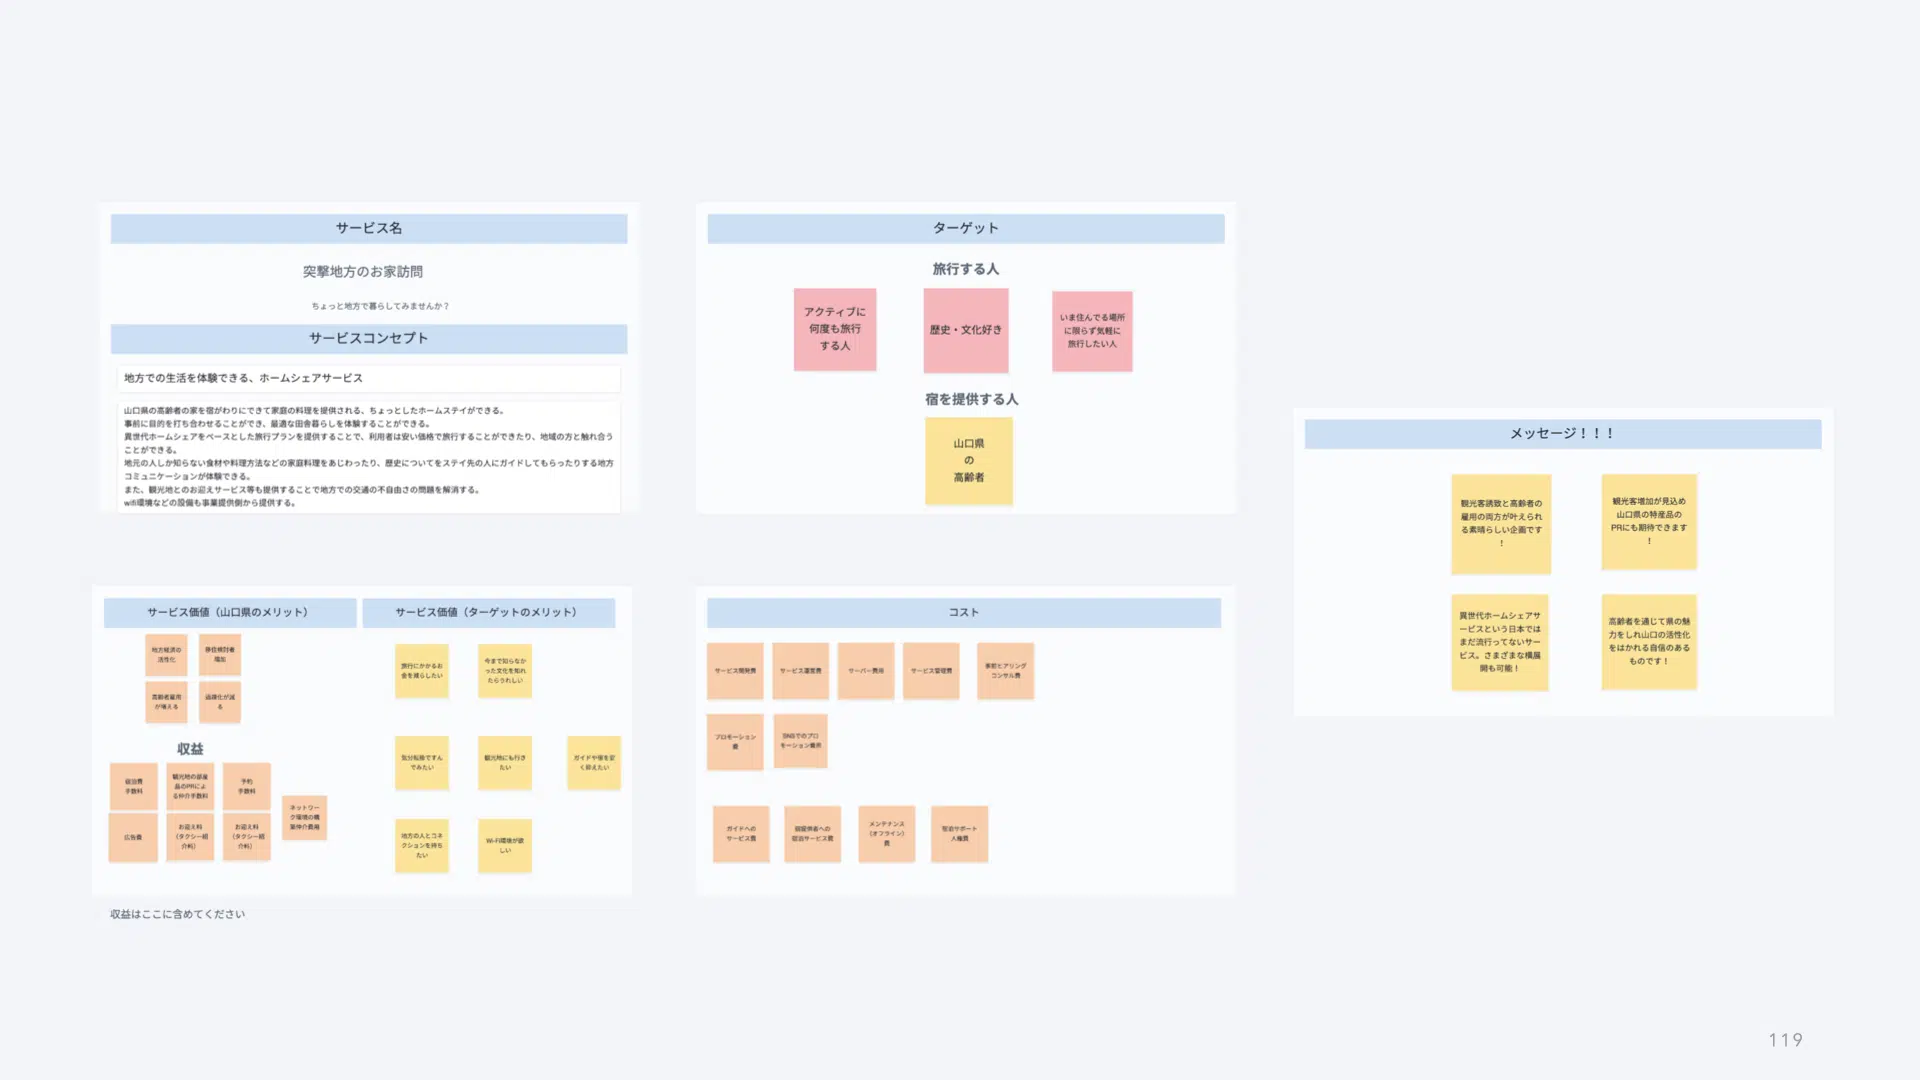 サービス名
突撃地方のお家訪問
ちょっと地方で暮らしてみませんか？
サービスコンセプト
地方での生活を体験できる、ホームシェアサービス
山口県の高齢者の家を宿がわりにできて家庭の料理を提供される、ちょっとしたホームステイができる。
事前に目的を打ち合わせることができ、最適な田舎暮らしを体験することができる。
異世代ホームシェアをベースとした旅行プランを提供することで、利用者は安い価格で旅行することができたり、地域の方と触れ合う
ことができる。
地元の人しか知らない食材や料理方法などの家庭料理をあじわったり、歴史についてをステイ先の人にガイドしてもらったりする地方
コミュニケーションが体験できる。
また、観光地とのお迎えサービス等も提供することで地方での交通の不自由さの問題を解消する。
wifi環境などの設備も事業提供側から提供する。
ターゲット
旅行する人
アクティブに
何度も旅行
する人
歴史・文化好き
いま住んでる場所
に限らず気軽に
旅行したい人
宿を提供する人
山口県
の
高齢者
サービス価値（山口県のメリット）
地方経済の
活性化
移住検討者
増加
高齢者雇用
が増える
過疎化が減
る
収益
宿泊費
手数料
観光地の部産
品のPRによ
る仲介手数料
予約
手数料
ネットワー
ク環境の構
築仲介費用
広告費
お迎え料
（タクシー紹
介料）
お迎え料
（タクシー紹
介料）
サービス価値（ターゲットのメリット）
旅行にかかるお
金を減らしたい
今まで知らなか
った文化を知れ
たらうれしい
気分転換ですん
でみたい
観光地にも行き
たい
ガイドや宿を安
く抑えたい
地方の人とコネ
クションを持ち
たい
Wi-Fi環境が欲
しい
収益はここに含めてください
コスト
サービス開発費
サービス運営費
サーバー費用
サービス管理費
事前ヒアリング
コンサル費
プロモーション
費
SNSでのプロ
モーション費用
ガイドへの
サービス費
宿提供者への
宿泊サービス費
メンテナンス
（オフライン）
費
宿泊サポート
人権費
メッセージ！！！
観光客誘致と高齢者の
雇用の両方が叶えられ
る素晴らしい企画です
！
観光客増加が見込め
山口県の特産品の
PRにも期待できます
！
異世代ホームシェアサ
ービスという日本では
まだ流行ってないサー
ビス。さまざまな横展
開も可能！
高齢者を通じて県の魅
力をしれ山口の活性化
をはかれる自信のある
ものです！
119